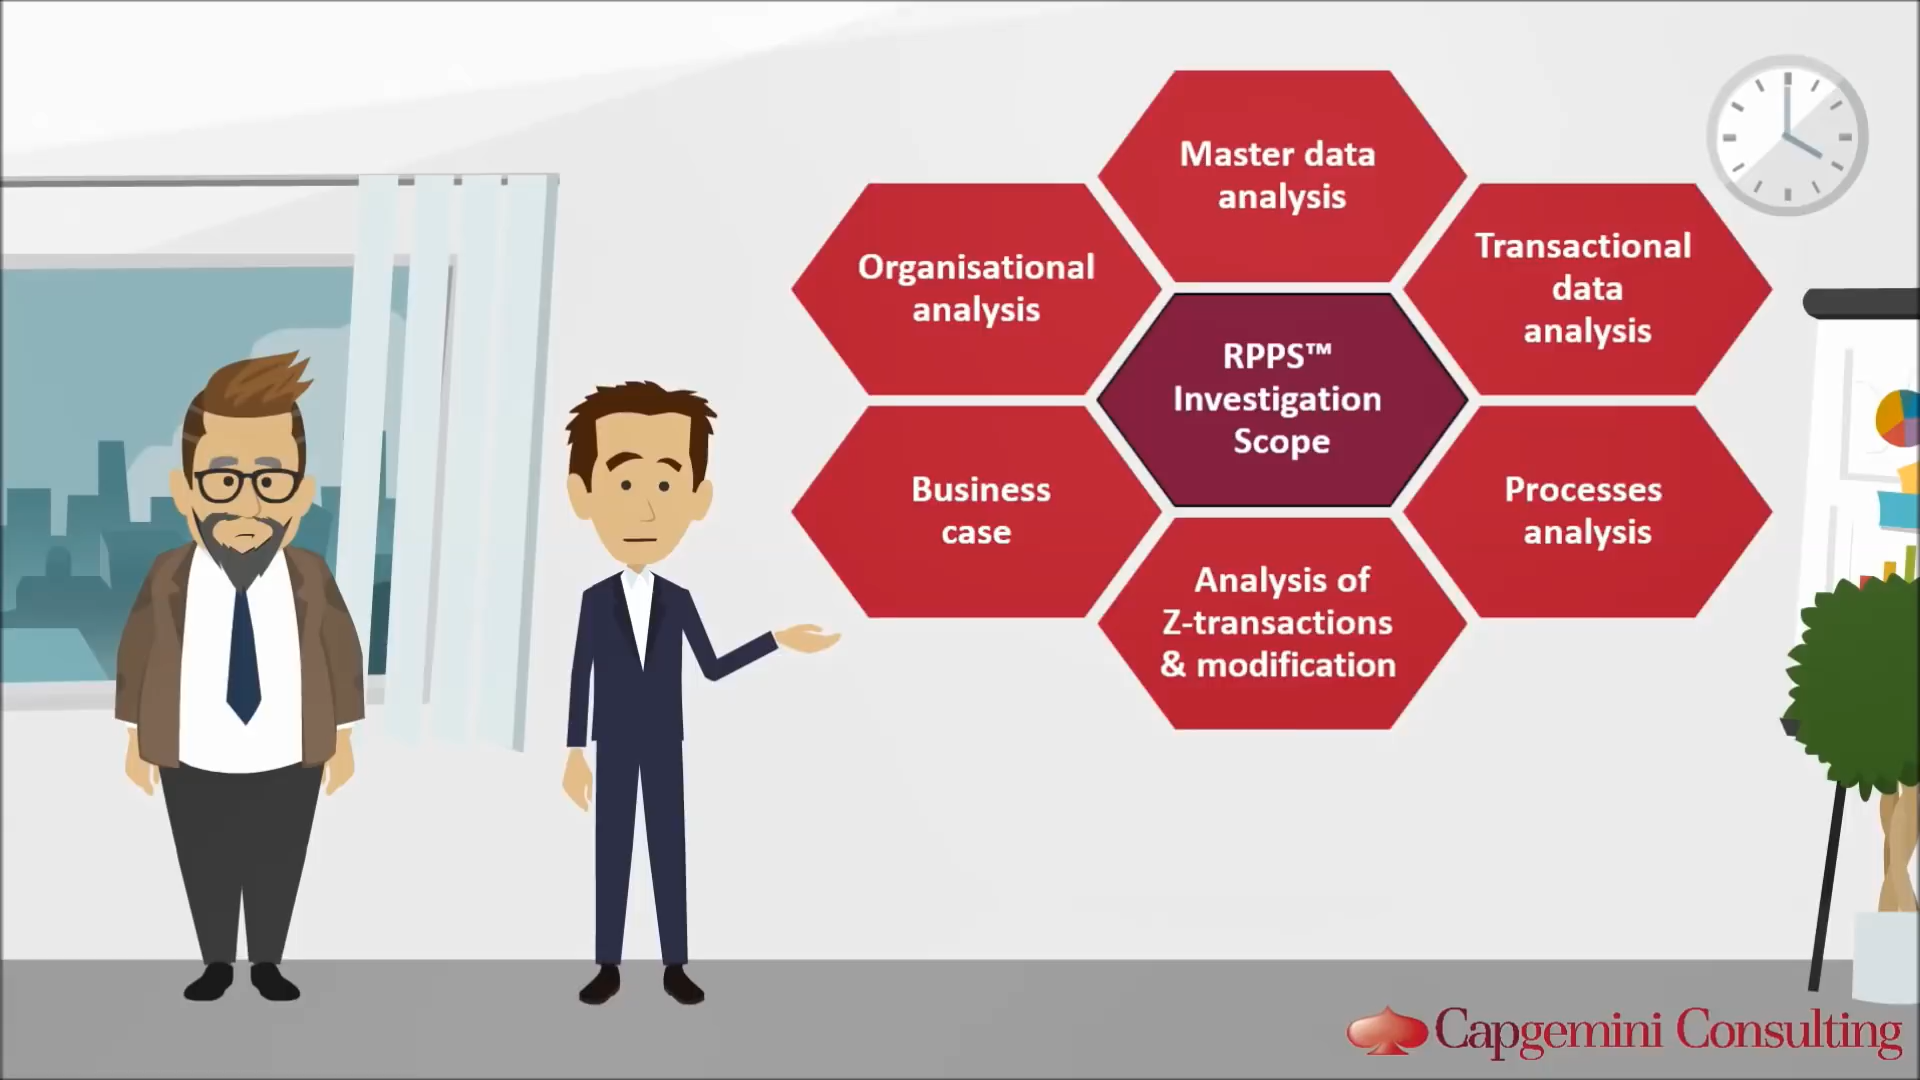 Master data
analysis
Organisational
analysis
Transactional
data
analysis
RPPS™
Investigation
Scope
Business
case
Processes
analysis
Analysis of
Z-transactions
& modification
Capgemini Consulting